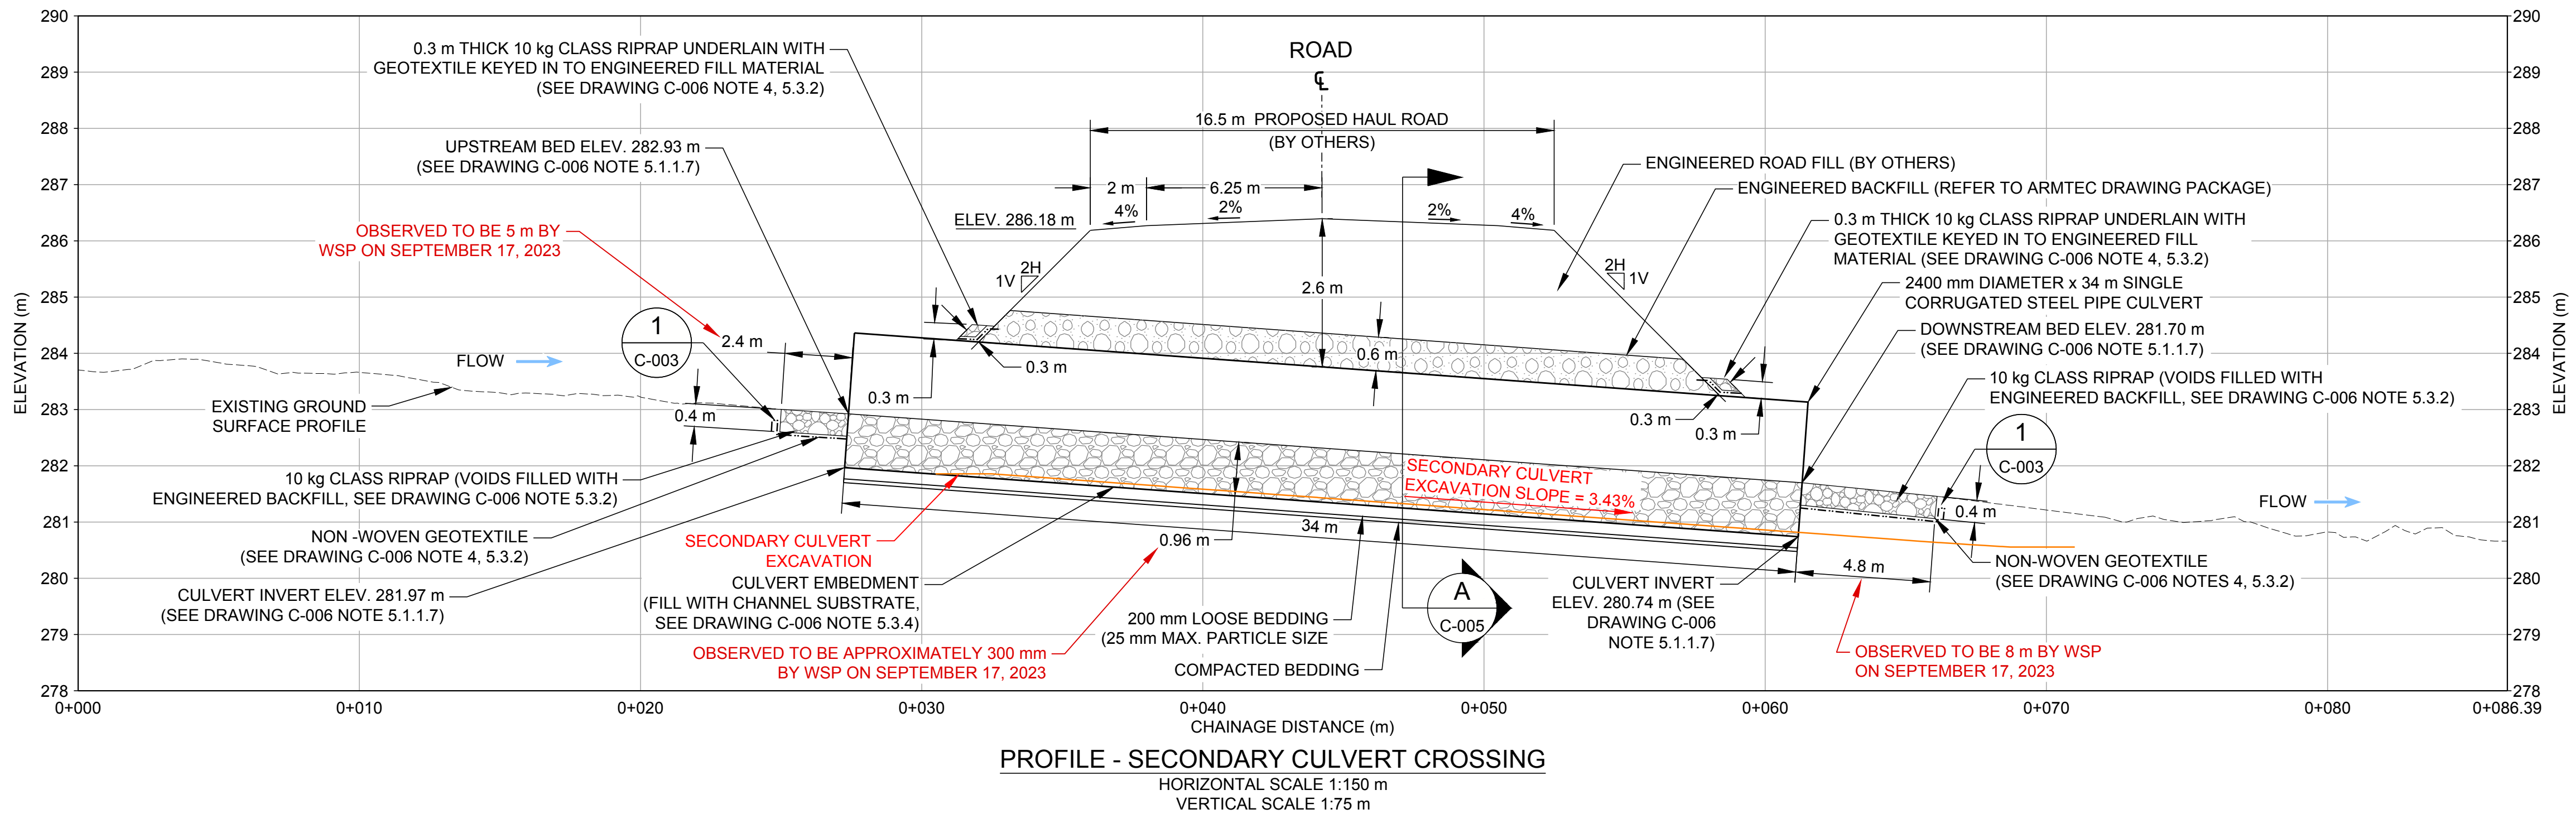 290
289
288
287
286
285
284
283
282
281
280
279
278
ELEVATION (m)
0.3 m THICK 10 kg CLASS RIPRAP UNDERLAIN WITH
GEOTEXTILE KEYED IN TO ENGINEERED FILL MATERIAL
(SEE DRAWING C-006 NOTE 4, 5.3.2)
UPSTREAM BED ELEV. 282.93 m
(SEE DRAWING C-006 NOTE 5.1.1.7)
OBSERVED TO BE 5 m BY
WSP ON SEPTEMBER 17, 2023
1
C-003
2.4 m
FLOW
EXISTING GROUND
SURFACE PROFILE
0.4 m
10 kg CLASS RIPRAP (VOIDS FILLED WITH
ENGINEERED BACKFILL, SEE DRAWING C-006 NOTE 5.3.2)
NON -WOVEN GEOTEXTILE
(SEE DRAWING C-006 NOTE 4, 5.3.2)
CULVERT INVERT ELEV. 281.97 m
(SEE DRAWING C-006 NOTE 5.1.1.7)
ROAD
℄
16.5 m PROPOSED HAUL ROAD
(BY OTHERS)
2 m
6.25 m
ELEV. 286.18 m
4%
2%
2%
4%
2H
1V
2H
1V
2.6 m
0.6 m
0.3 m
0.3 m
0.3 m
0.3 m
SECONDARY CULVERT
EXCAVATION SLOPE = 3.43%
34 m
0.96 m
SECONDARY CULVERT
EXCAVATION
CULVERT EMBEDMENT
(FILL WITH CHANNEL SUBSTRATE,
SEE DRAWING C-006 NOTE 5.3.4)
OBSERVED TO BE APPROXIMATELY 300 mm
BY WSP ON SEPTEMBER 17, 2023
200 mm LOOSE BEDDING
(25 mm MAX. PARTICLE SIZE
COMPACTED BEDDING
A
C-005
CULVERT INVERT
ELEV. 280.74 m (SEE
DRAWING C-006
NOTE 5.1.1.7)
ENGINEERED ROAD FILL (BY OTHERS)
ENGINEERED BACKFILL (REFER TO ARMTEC DRAWING PACKAGE)
0.3 m THICK 10 kg CLASS RIPRAP UNDERLAIN WITH
GEOTEXTILE KEYED IN TO ENGINEERED FILL
MATERIAL (SEE DRAWING C-006 NOTE 4, 5.3.2)
2400 mm DIAMETER x 34 m SINGLE
CORRUGATED STEEL PIPE CULVERT
DOWNSTREAM BED ELEV. 281.70 m
(SEE DRAWING C-006 NOTE 5.1.1.7)
10 kg CLASS RIPRAP (VOIDS FILLED WITH
ENGINEERED BACKFILL, SEE DRAWING C-006 NOTE 5.3.2)
1
C-003
FLOW
0.4 m
4.8 m
NON-WOVEN GEOTEXTILE
(SEE DRAWING C-006 NOTES 4, 5.3.2)
OBSERVED TO BE 8 m BY WSP
ON SEPTEMBER 17, 2023
290
289
288
287
286
285
284
283
282
281
280
279
278
ELEVATION (m)
0+000
0+010
0+020
0+030
0+040
0+050
0+060
0+070
0+080
0+086.39
CHAINAGE DISTANCE (m)
PROFILE - SECONDARY CULVERT CROSSING
HORIZONTAL SCALE 1:150 m
VERTICAL SCALE 1:75 m